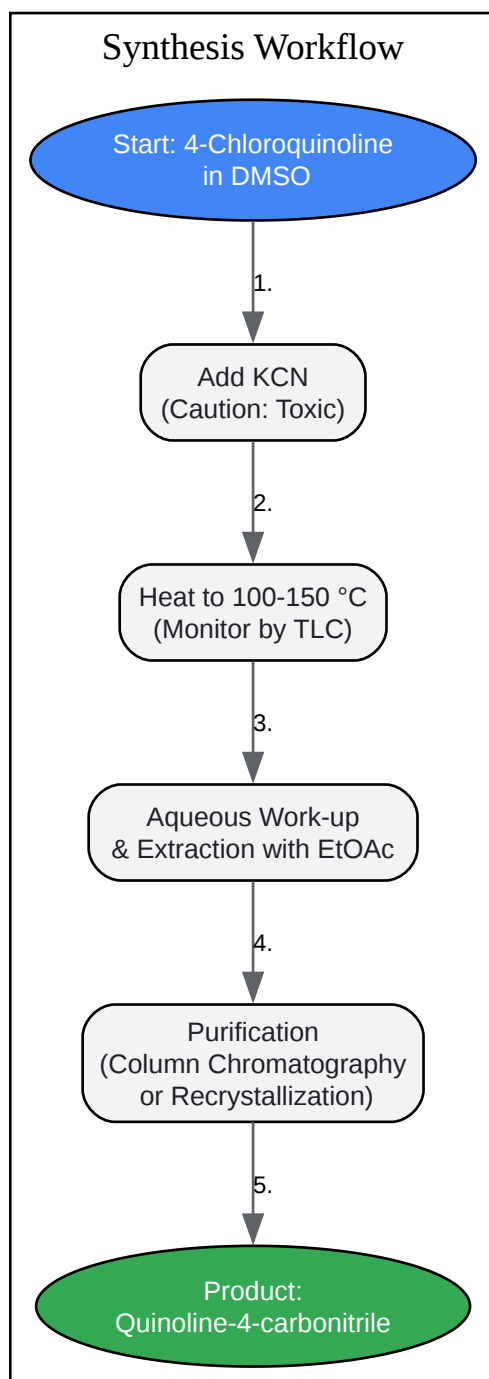 Synthesis Workflow
Start: 4-Chloroquinoline
in DMSO
1.
Add KCN
(Caution: Toxic)
2.
Heat to 100-150 °C
(Monitor by TLC)
3.
Aqueous Work-up
& Extraction with EtOAc
4.
Purification
(Column Chromatography
or Recrystallization)
5.
Product:
Quinoline-4-carbonitrile